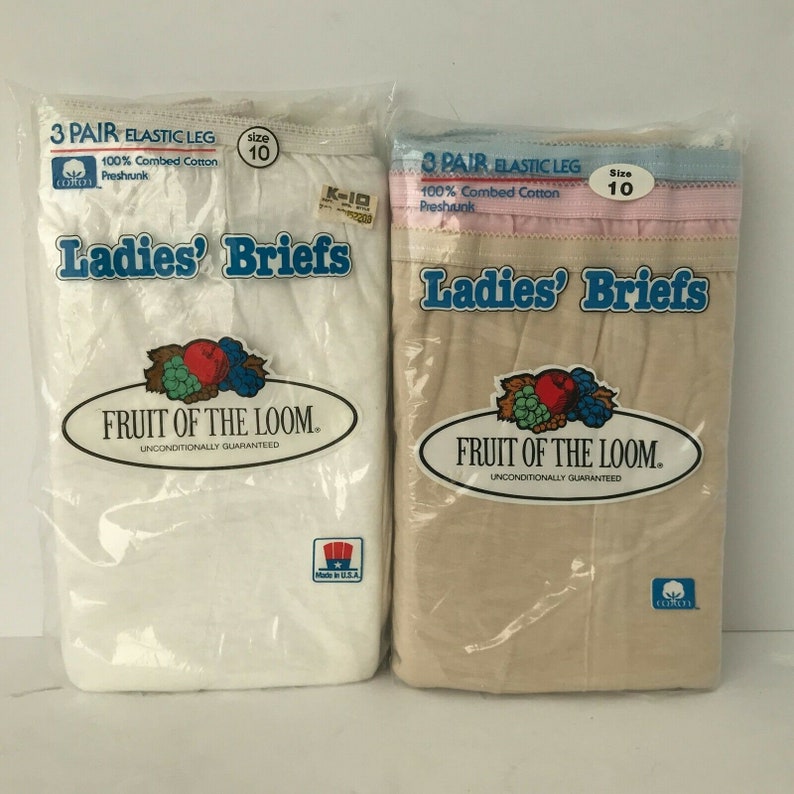 3 PAIR ELASTIC LEG
size
10
100% Combed Cotton
Preshrunk
cotton
K-10
Ladies' Briefs
FRUIT OF THE LOOM®
UNCONDITIONALLY GUARANTEED
Made in U.S.A.
3 PAIR ELASTIC LEG
Size
10
100% Combed Cotton
Preshrunk
Ladies' Briefs
FRUIT OF THE LOOM®
UNCONDITIONALLY GUARANTEED
cotton